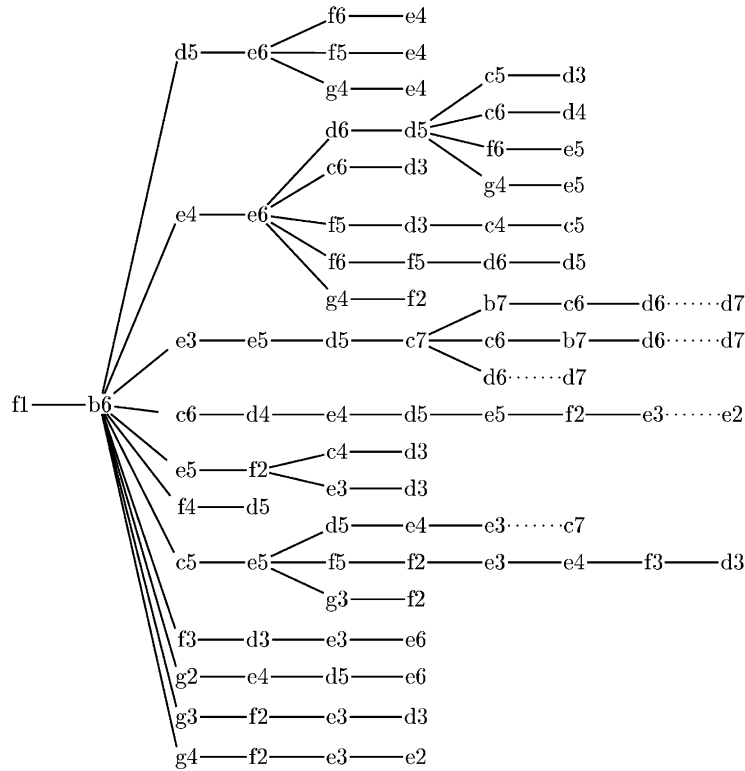 f6 e4
d5 e6 f5 e4
g4 e4
c5 d3
c6 d4
d6 d5
f6 e5
c6 d3
g4 e5
e4 e6
f5 d3 c4 c5
f6 f5 d6 d5
g4 f2
b7 c6 d6 ...... d7
e3 e5 d5 c7 c6 b7 d6 ...... d7
d6 ...... d7
f1 b6
c6 d4 e4 d5 e5 f2 e3 ...... e2
c4 d3
e5 f2
e3 d3
f4 d5
d5 e4 e3 ...... c7
c5 e5 f5 f2 e3 e4 f3 d3
g3 f2
f3 d3 e3 e6
g2 e4 d5 e6
g3 f2 e3 d3
g4 f2 e3 e2